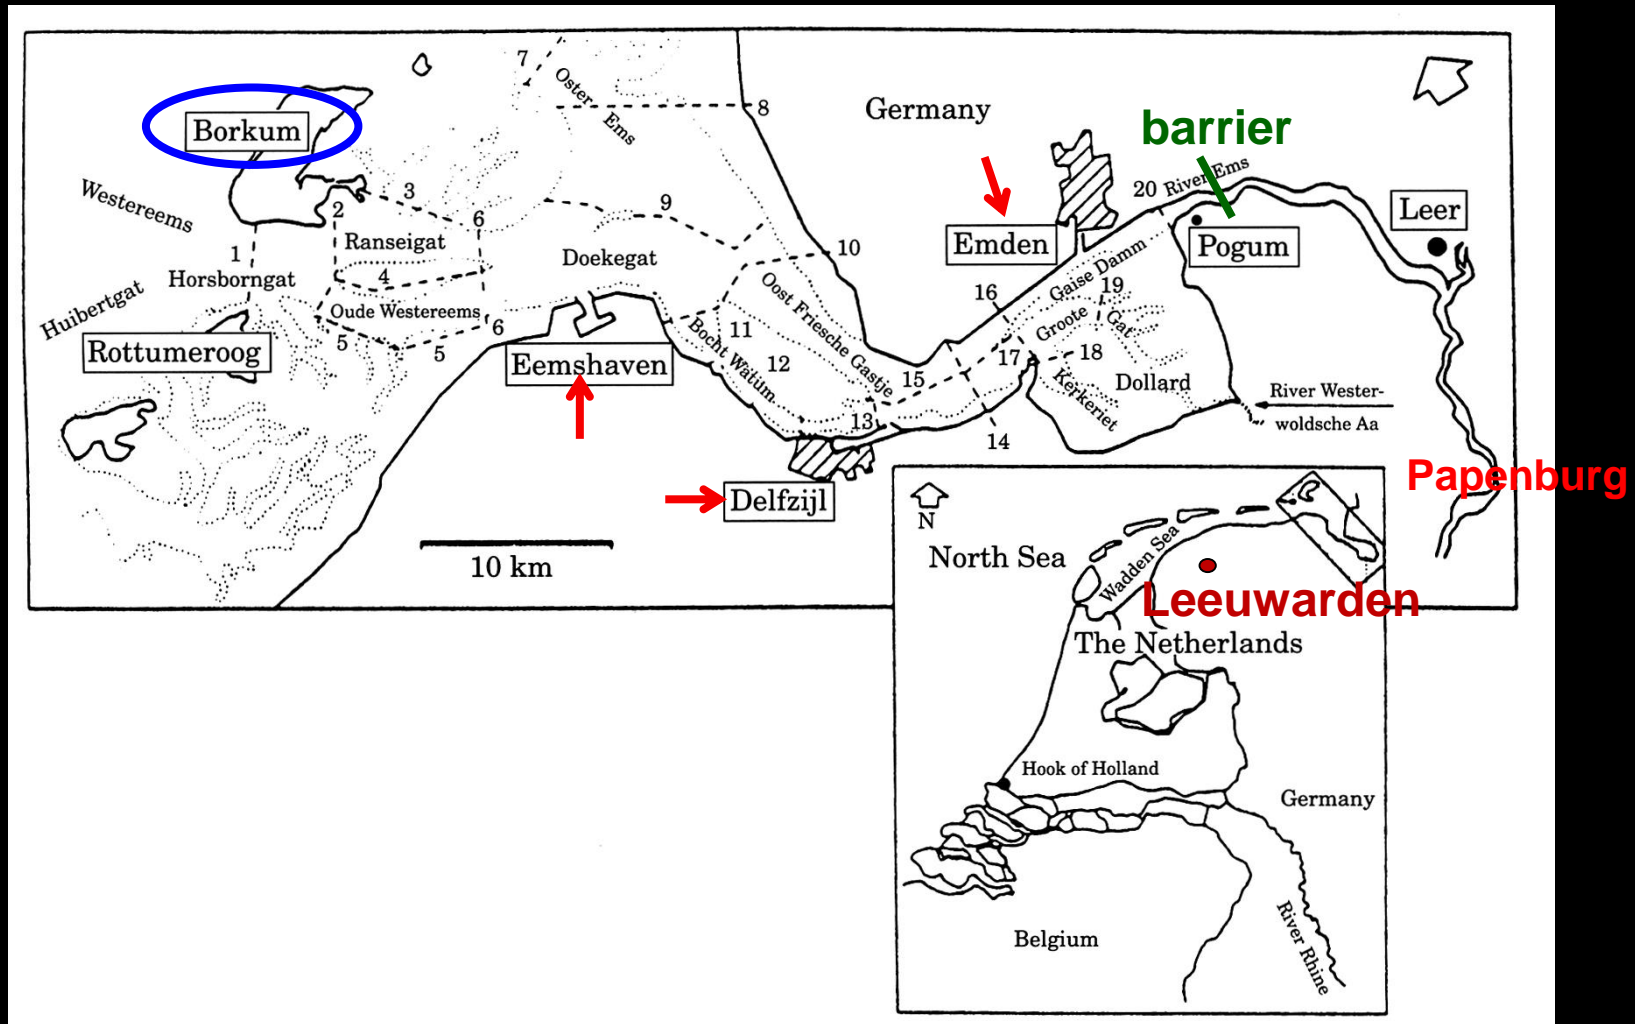 7
Oster
Ems
8
Germany
barrier
Borkum
Westereems
3
2
6
9
20 River Ems
Leer
1
Ranseigat
Doekegat
10
Emden
Gaise Damm
Pogum
Horsborngat
4
Huibertgat
Oude Westereems
6
5
5
Oost Friesche Gastje
16
19
Groote
Gat
Rottumeroog
Eemshaven
Bocht Watum
11
12
15
17
18
Kerkeriet
Dollard
River Wester-
woldsche Aa
13
14
Papenburg
Delfzijl
10 km
N
North Sea
Wadden Sea
Leeuwarden
The Netherlands
Hook of Holland
Germany
Belgium
River Rhine